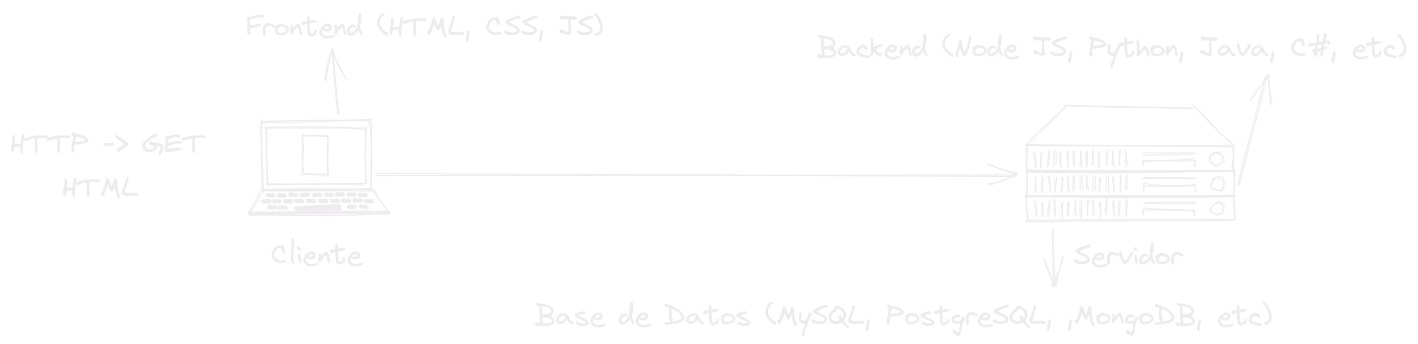 Frontend (HTML, CSS, JS)
Backend (Node JS, Python, Java, C#, etc)
HTTP -> GET
HTML
Cliente
Servidor
Base de Datos (MySQL, PostgreSQL, ,MongoDB, etc)